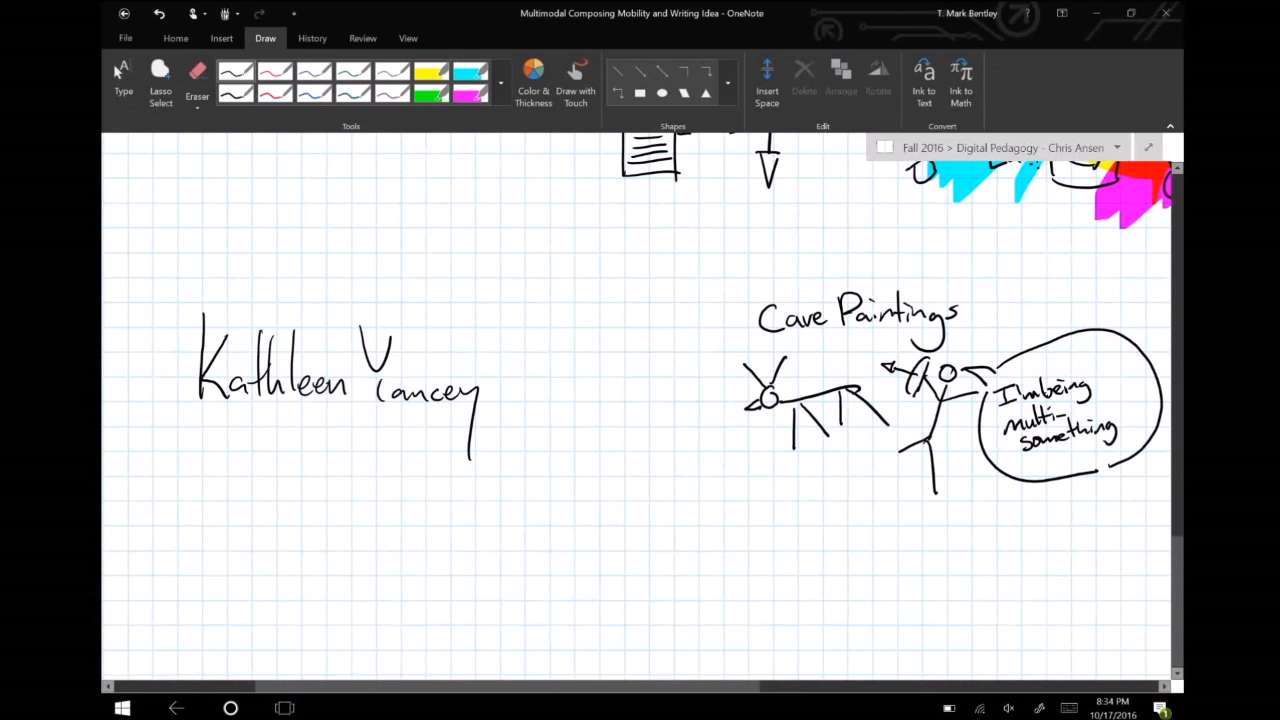 Multimodal Composing Mobility and Writing Idea - OneNote
T. Mark Bentley
?
File
Home
Insert
Draw
History
Review
View
Type
Lasso
Select
Eraser
Color &
Thickness
Draw with
Touch
Insert
Space
Delete
Arrange
Rotate
Ink to
Text
Ink to
Math
Tools
Shapes
Edit
Convert
Fall 2016 > Digital Pedagogy - Chris Ansen
Cave Paintings
Kathleen Yancey
I'm being
multi-
something
8:34 PM
10/17/2016
1